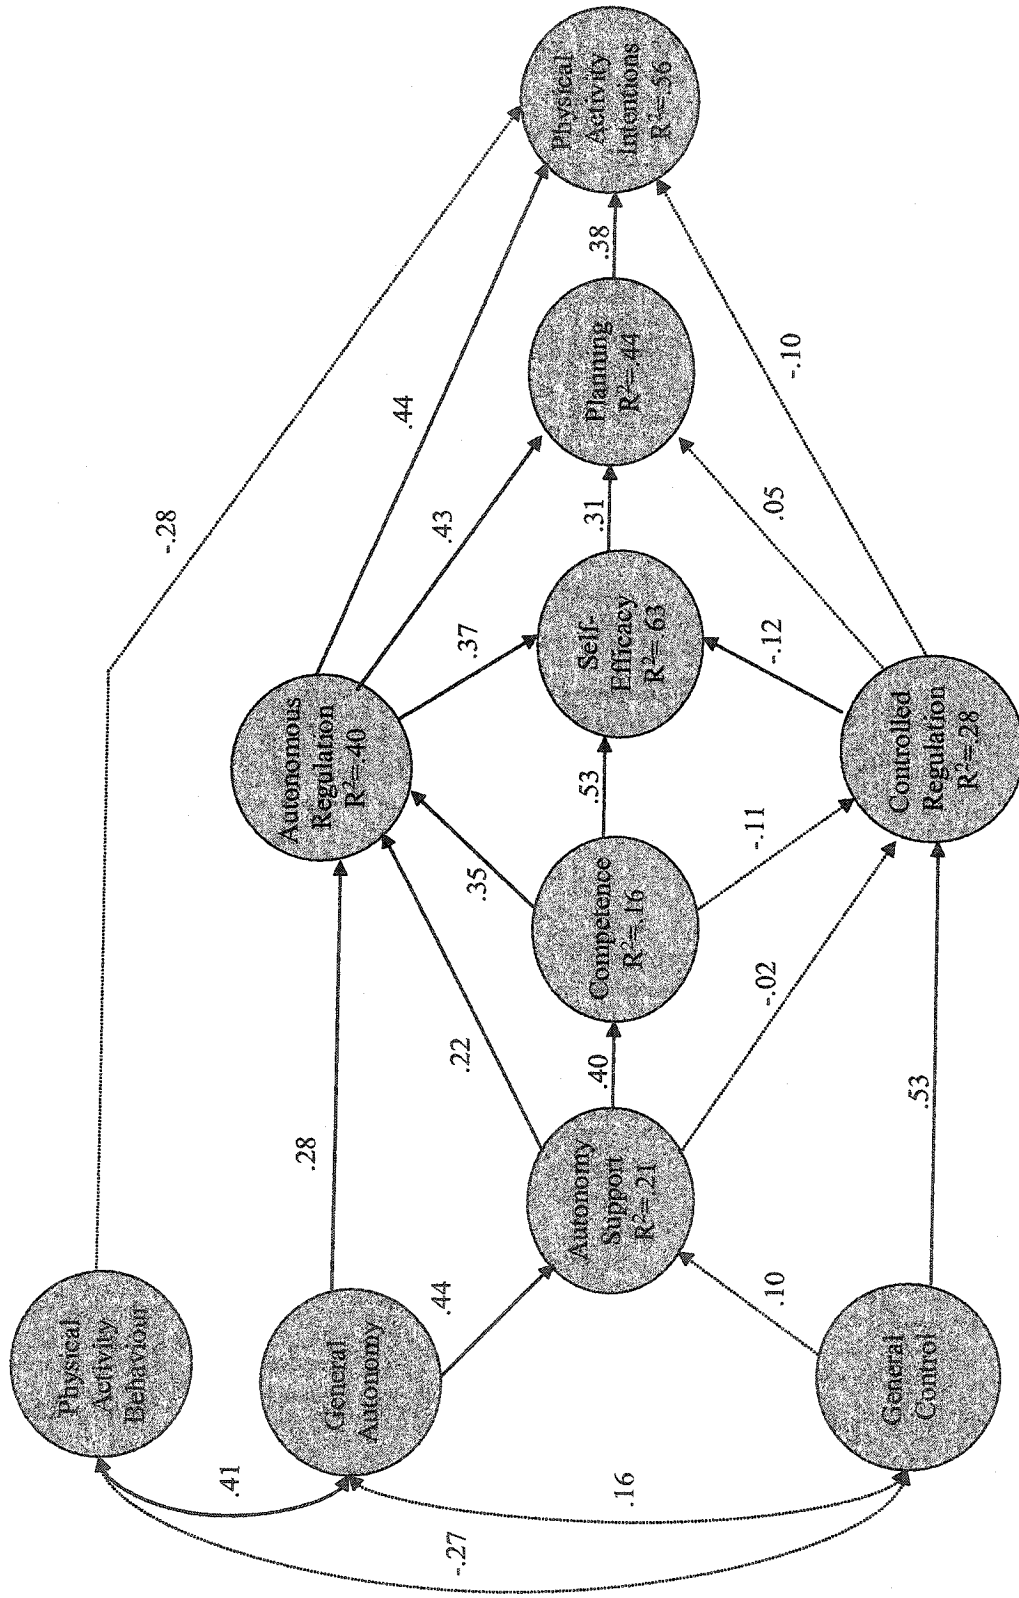 Physical
Activity
Behaviour
-.28
.41
-.27
General
Autonomy
.28
.44
.16
Autonomous
Regulation
R²=.40
.44
.43
.37
.35
.22
Autonomy
Support
R²=.21
.40
Competence
R²=.16
.53
Self-
Efficacy
R²=.63
.31
Planning
R²=.44
.38
Physical
Activity
Intentions
R²=.56
-.02
-.11
-.12
.05
-.10
.10
General
Control
.53
Controlled
Regulation
R²=.28